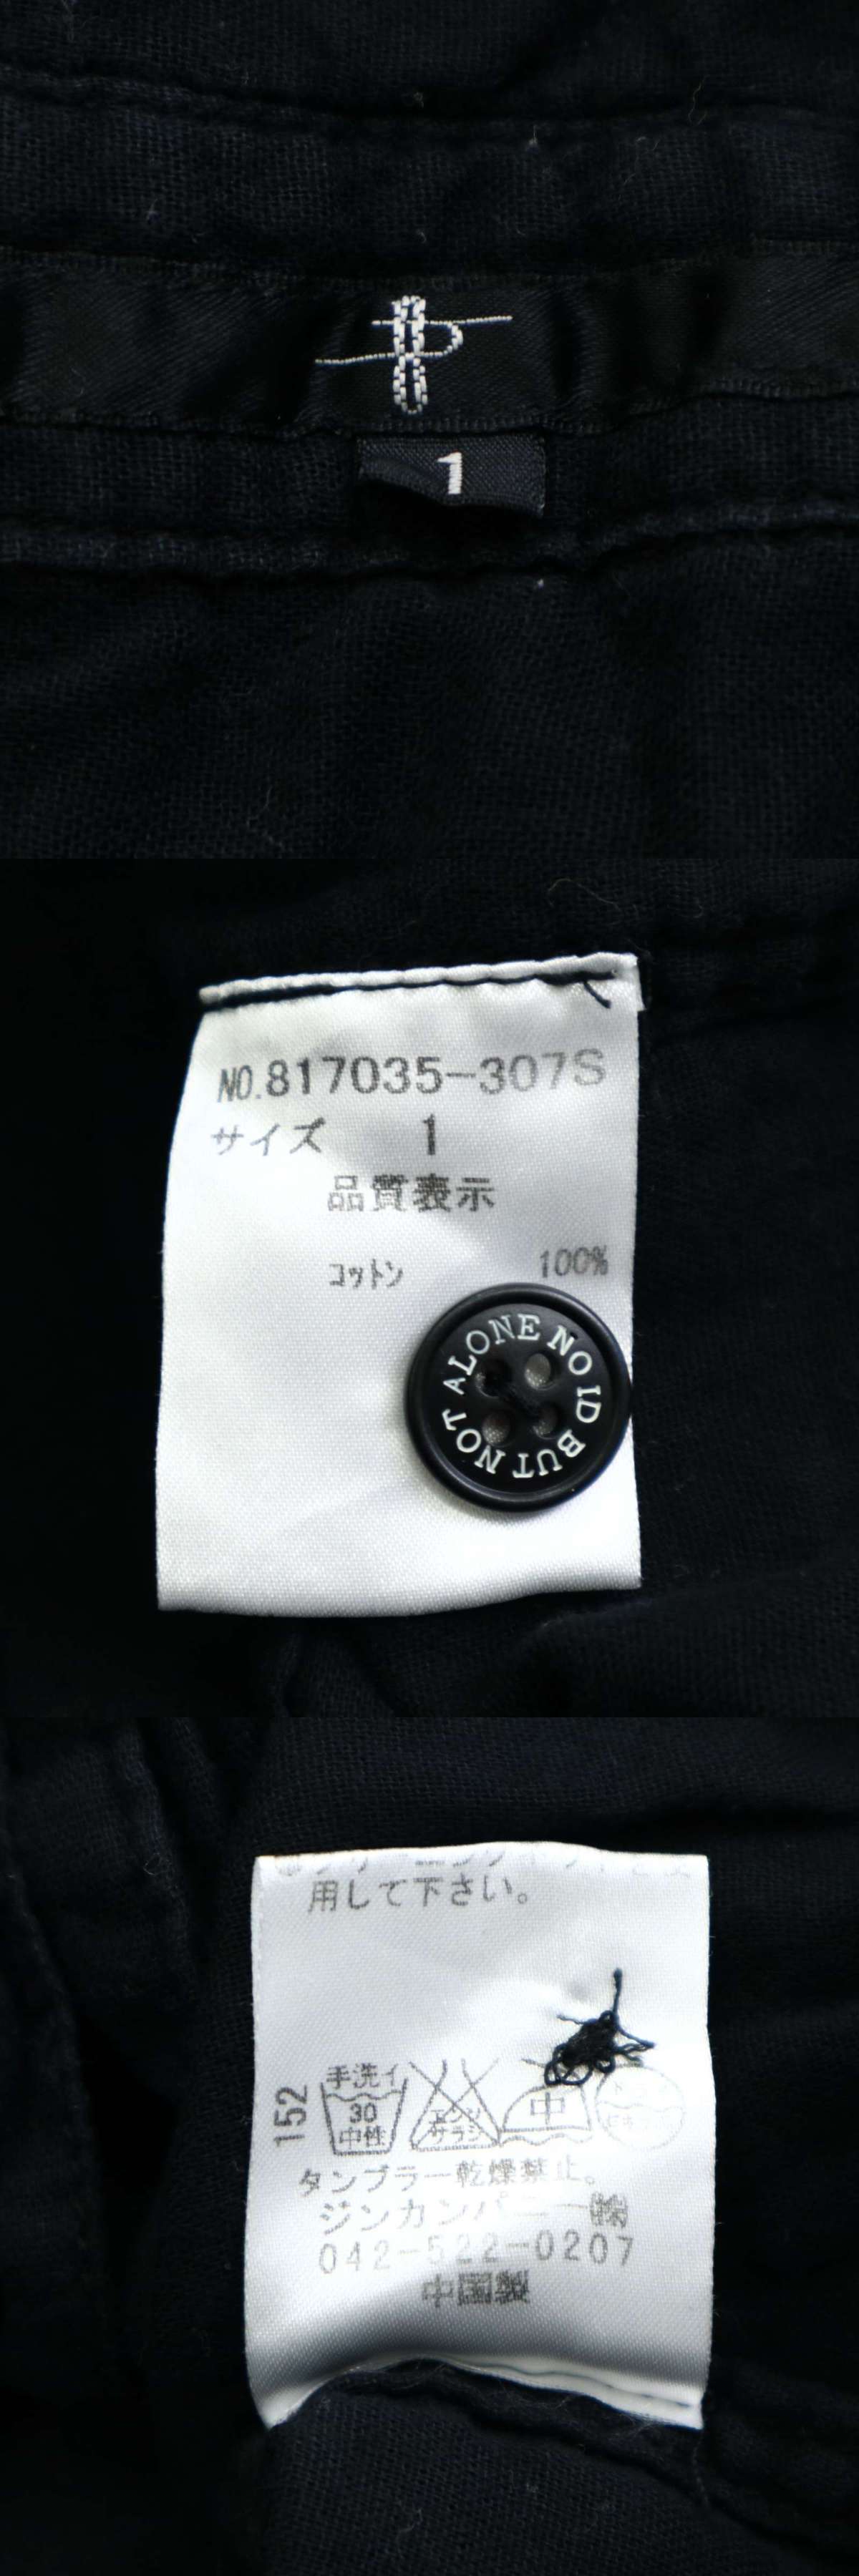 1
NO.817035-307S
サイズ 1
品質表示
コットン 100%
ALONE NO ID BUT NOT
用して下さい。
152
手洗イ
30
中性
エンソ
サラシ
中
タンブラー乾燥禁止。
ジンカンパニー㈱
042-522-0207
中国製